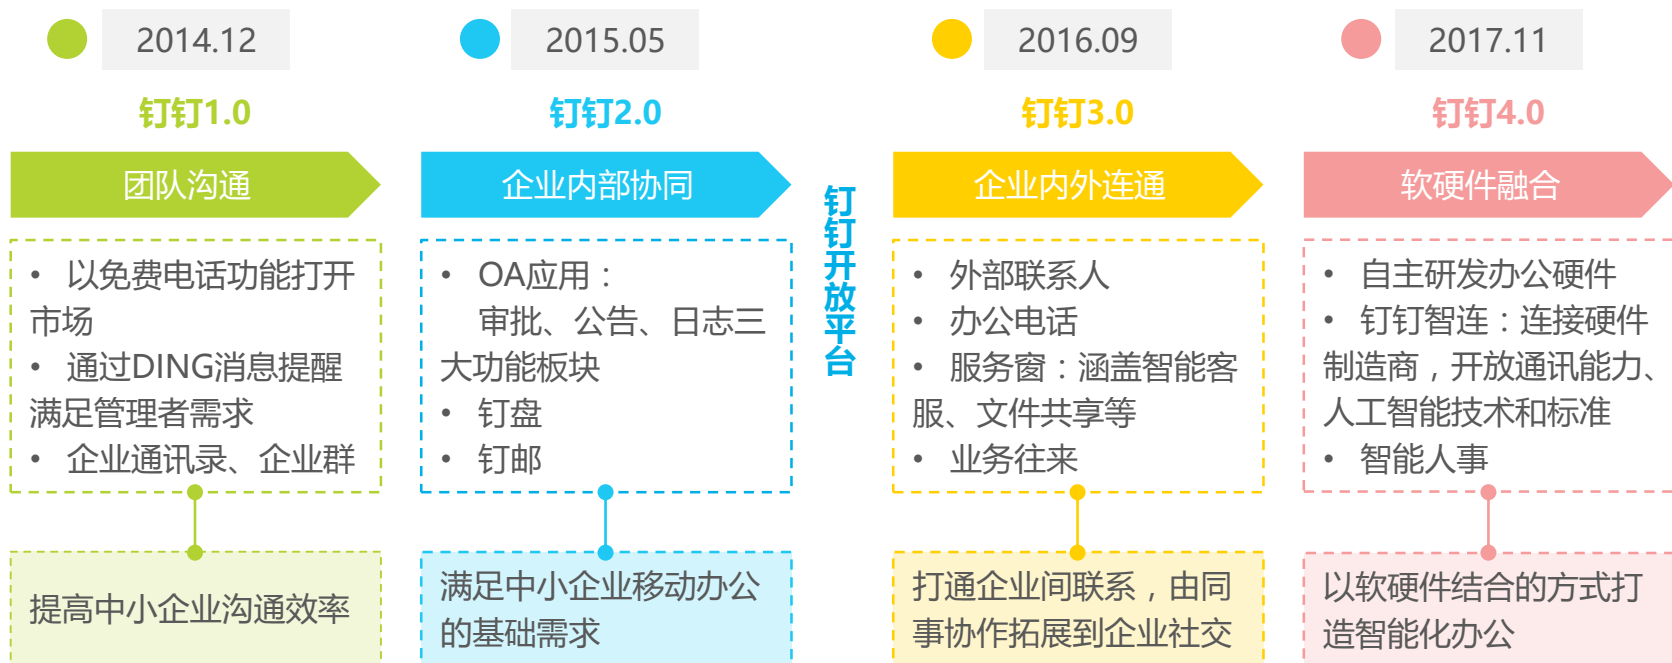 2014.12
钉钉1.0
团队沟通
• 以免费电话功能打开
市场
• 通过DING消息提醒
满足管理者需求
• 企业通讯录、企业群
提高中小企业沟通效率
2015.05
钉钉2.0
企业内部协同
• OA应用：
审批、公告、日志三
大功能板块
• 钉盘
• 钉邮
满足中小企业移动办公
的基础需求
钉钉开放平台
2016.09
钉钉3.0
企业内外连通
• 外部联系人
• 办公电话
• 服务窗：涵盖智能客
服、文件共享等
• 业务往来
打通企业间联系，由同
事协作拓展到企业社交
2017.11
钉钉4.0
软硬件融合
• 自主研发办公硬件
• 钉钉智连：连接硬件
制造商，开放通讯能力、
人工智能技术和标准
• 智能人事
以软硬件结合的方式打
造智能化办公